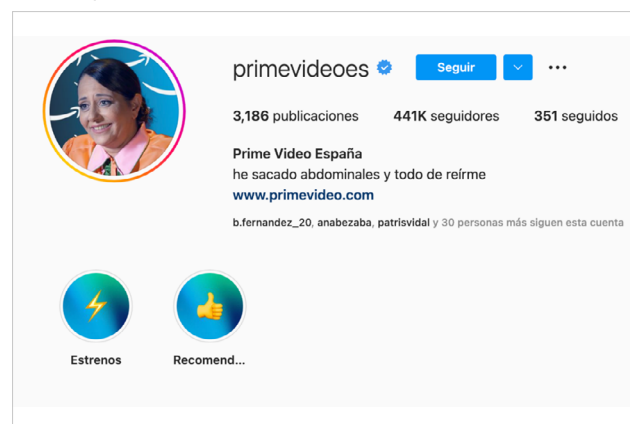 primevideoes
Seguir
3,186 publicaciones 441K seguidores 351 seguidos
Prime Video España
he sacado abdominales y todo de reírme
www.primevideo.com
b.fernandez_20, anabezaba, patrisvidal y 30 personas más siguen esta cuenta
Estrenos
Recomend...